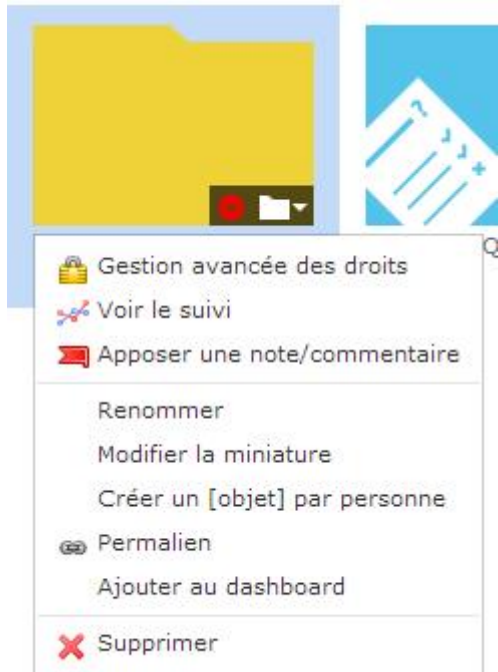 Q
Gestion avancée des droits
Voir le suivi
Apposer une note/commentaire
Renommer
Modifier la miniature
Créer un [objet] par personne
Permalien
Ajouter au dashboard
Supprimer